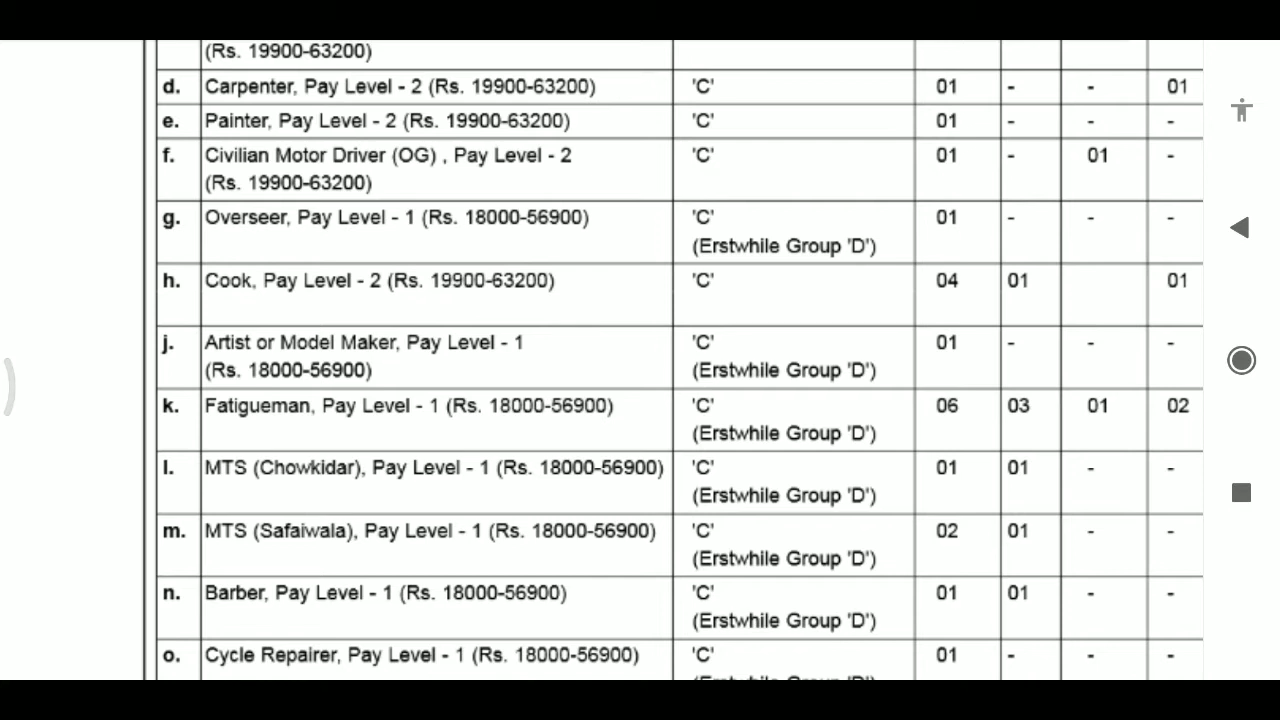 (Rs. 19900-63200)
d. Carpenter, Pay Level - 2 (Rs. 19900-63200) 'C' 01 - - 01
e. Painter, Pay Level - 2 (Rs. 19900-63200) 'C' 01 - - -
f. Civilian Motor Driver (OG) , Pay Level - 2 'C' 01 - 01 -
(Rs. 19900-63200)
g. Overseer, Pay Level - 1 (Rs. 18000-56900) 'C' 01 - - -
(Erstwhile Group 'D')
h. Cook, Pay Level - 2 (Rs. 19900-63200) 'C' 04 01 01
j. Artist or Model Maker, Pay Level - 1 'C' 01 - - -
(Rs. 18000-56900) (Erstwhile Group 'D')
k. Fatigueman, Pay Level - 1 (Rs. 18000-56900) 'C' 06 03 01 02
(Erstwhile Group 'D')
l. MTS (Chowkidar), Pay Level - 1 (Rs. 18000-56900) 'C' 01 01 - -
(Erstwhile Group 'D')
m. MTS (Safaiwala), Pay Level - 1 (Rs. 18000-56900) 'C' 02 01 - -
(Erstwhile Group 'D')
n. Barber, Pay Level - 1 (Rs. 18000-56900) 'C' 01 01 - -
(Erstwhile Group 'D')
o. Cycle Repairer, Pay Level - 1 (Rs. 18000-56900) 'C' 01 - - -